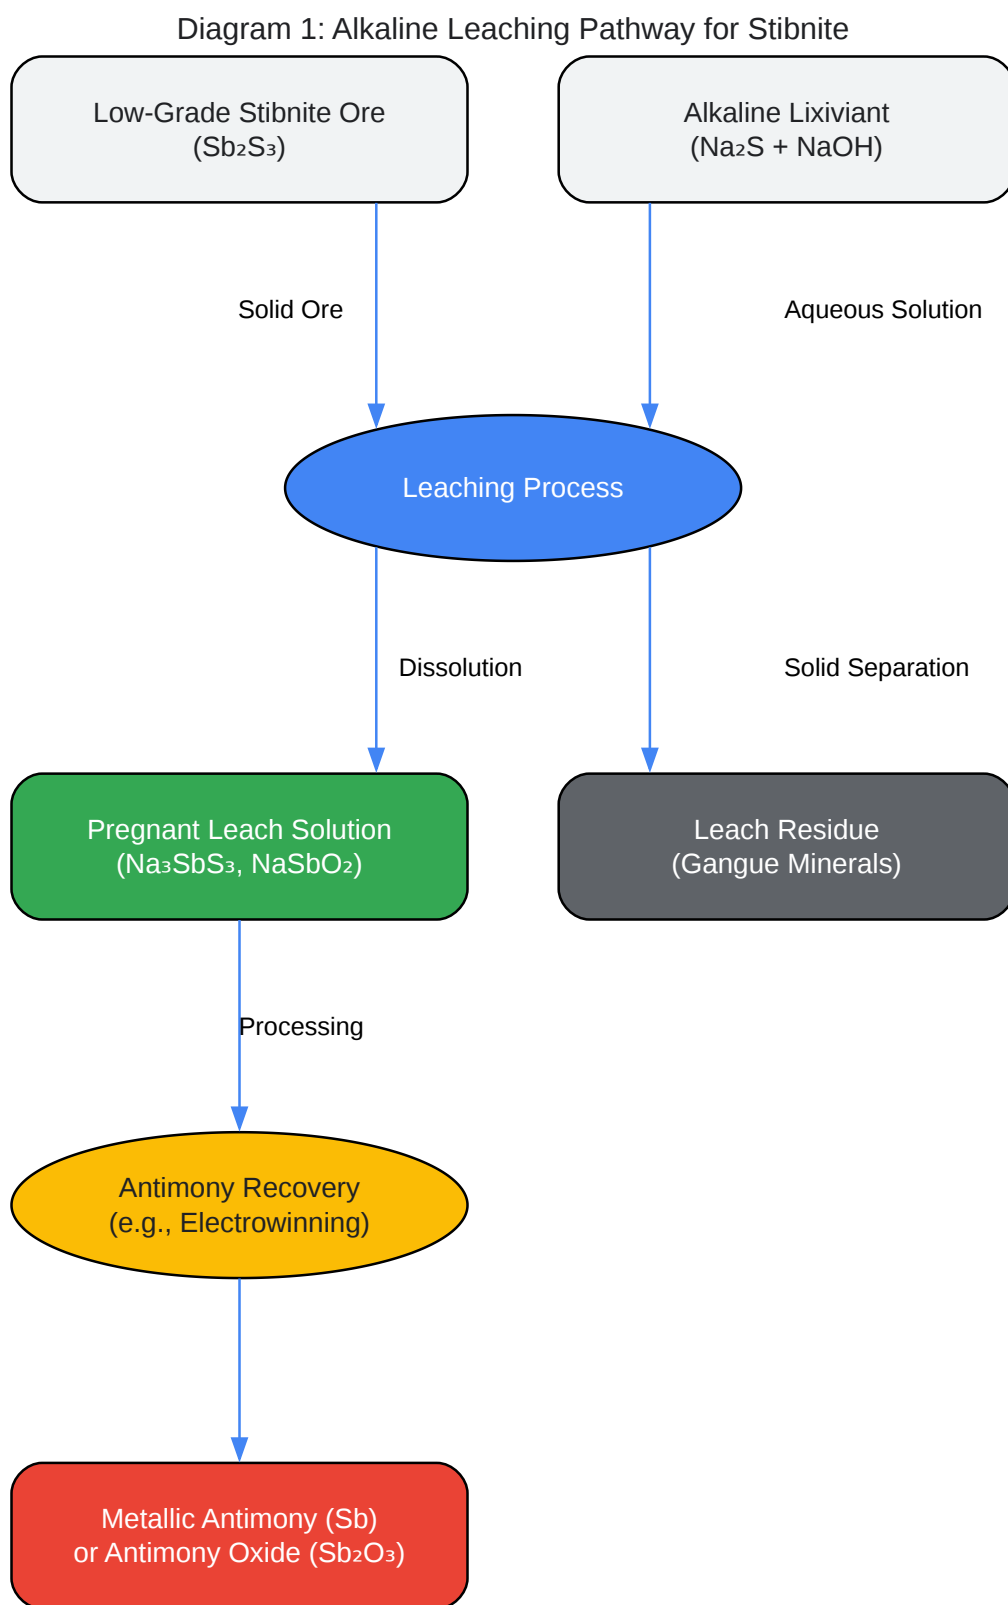 Diagram 1: Alkaline Leaching Pathway for Stibnite
Low-Grade Stibnite Ore
(Sb₂S₃)
Alkaline Lixiviant
(Na₂S + NaOH)
Solid Ore
Aqueous Solution
Leaching Process
Dissolution
Solid Separation
Pregnant Leach Solution
(Na₃SbS₃, NaSbO₂)
Leach Residue
(Gangue Minerals)
Processing
Antimony Recovery
(e.g., Electrowinning)
Metallic Antimony (Sb)
or Antimony Oxide (Sb₂O₃)